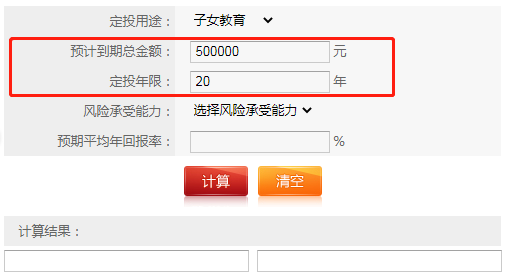 定投用途： 子女教育
预计到期总金额： 500000 元
定投年限： 20 年
风险承受能力： 选择风险承受能力
预期平均年回报率： %
计算 清空
计算结果：